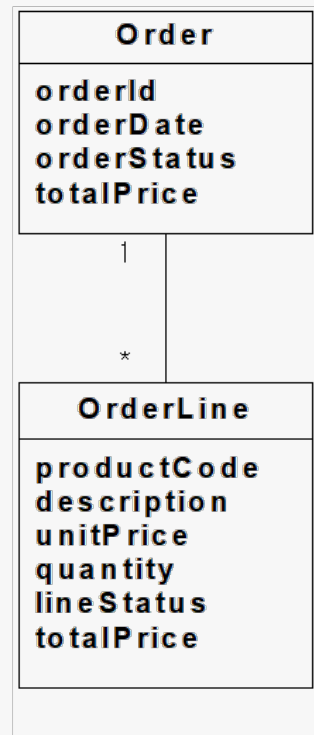 Order
orderId
orderDate
orderStatus
totalPrice
1
*
OrderLine
productCode
description
unitPrice
quantity
lineStatus
totalPrice